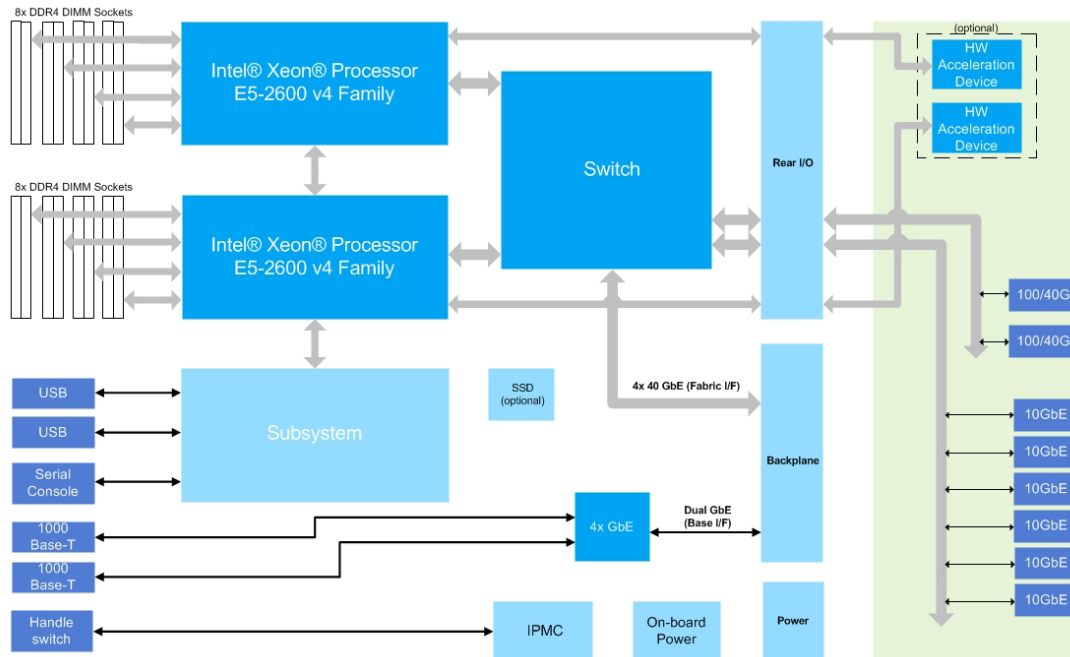 8x DDR4 DIMM Sockets
Intel® Xeon® Processor
E5-2600 v4 Family
Switch
Rear I/O
(optional)
HW
Acceleration
Device
HW
Acceleration
Device
8x DDR4 DIMM Sockets
Intel® Xeon® Processor
E5-2600 v4 Family
100/40G
100/40G
USB
USB
Serial
Console
Subsystem
SSD
(optional)
4x 40 GbE (Fabric I/F)
Backplane
10GbE
10GbE
10GbE
10GbE
10GbE
10GbE
1000
Base-T
1000
Base-T
4x GbE
Dual GbE
(Base I/F)
Handle
switch
IPMC
On-board
Power
Power